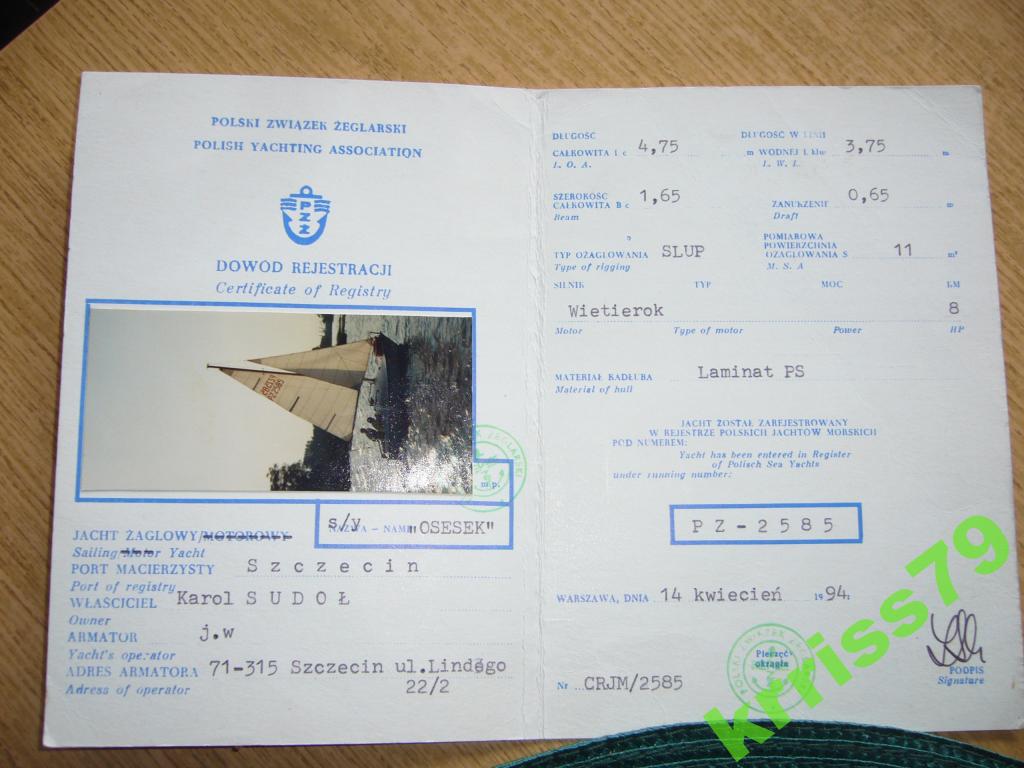 POLSKI ZWIĄZEK ŻEGLARSKI
POLISH YACHTING ASSOCIATION
PZŻ
DOWÓD REJESTRACJI
Certificate of Registry
m.p.
s/y NAZWA – NAME "OSESEK"
JACHT ŻAGLOWY/MOTOROWY
Sailing Motor Yacht
PORT MACIERZYSTY Szczecin
Port of registry
WŁAŚCICIEL Karol SUDOŁ
Owner
ARMATOR j.w
Yacht's operator
ADRES ARMATORA 71-315 Szczecin ul.Lindego
Adress of operator 22/2
DŁUGOŚĆ
CAŁKOWITA L c 4,75 m
L. O. A.
DŁUGOŚĆ W LINII
WODNEJ L klw 3,75 m
L. W. L.
SZEROKOŚĆ
CAŁKOWITA B c 1,65
Beam
ZANURZENIE 0,65 m
Draft
TYP OŻAGLOWANIA SLUP
Type of rigging
POMIAROWA
POWIERZCHNIA
OŻAGLOWANIA S 11 m²
M. S. A
SILNIK TYP MOC KM
Wietierok 8
Motor Type of motor Power HP
MATERIAŁ KADŁUBA Laminat PS
Material of hull
JACHT ZOSTAŁ ZAREJESTROWANY
W REJESTRZE POLSKICH JACHTÓW MORSKICH
POD NUMEREM:
Yacht has been entered in Register
of Polisch Sea Yachts
under running number:
PZ-2585
WARSZAWA, DNIA 14 kwiecień 1994.
Pieczęć
okrągła
Nr CRJM/2585
PODPIS
Signature
kriss79